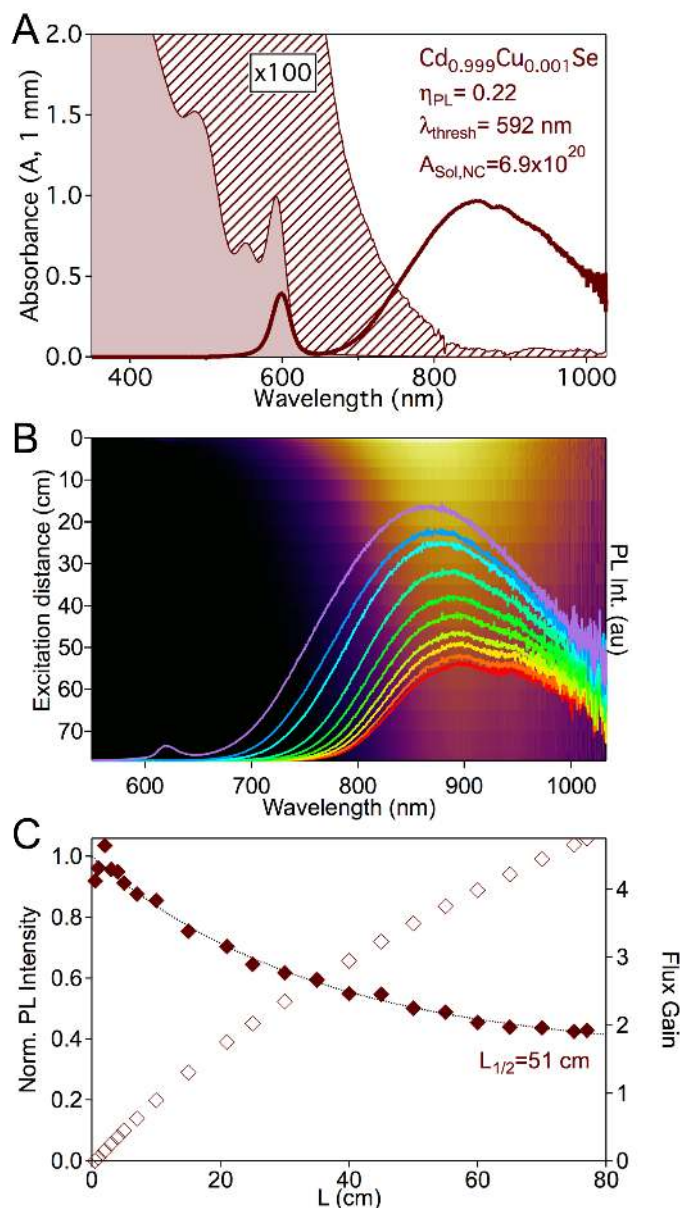 A
2.0
1.5
1.0
0.5
0.0
Absorbance (A, 1 mm)
x100
Cd0.999Cu0.001Se
ηPL= 0.22
λthresh= 592 nm
ASol,NC=6.9x10²⁰
400 600 800 1000
Wavelength (nm)
B
0
10
20
30
40
50
60
70
Excitation distance (cm)
PL Int. (au)
600 700 800 900 1000
Wavelength (nm)
C
1.0
0.8
0.6
0.4
0.2
0.0
Norm. PL Intensity
4
3
2
1
0
Flux Gain
L1/2=51 cm
0 20 40 60 80
L (cm)